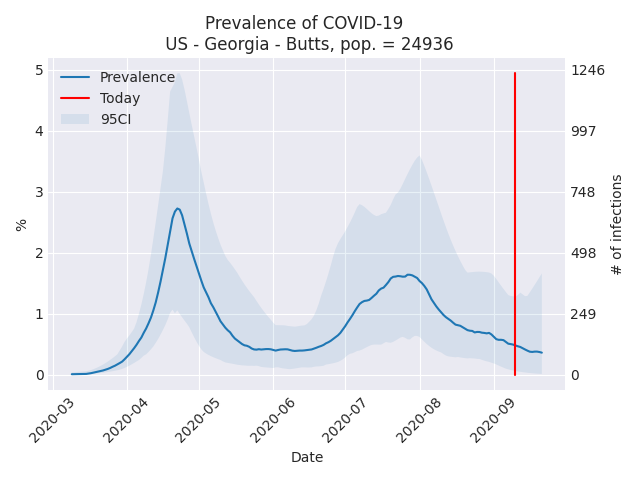 Prevalence of COVID-19
US - Georgia - Butts, pop. = 24936
Prevalence
Today
95CI
5
4
3
2
1
0
%
1246
997
748
498
249
0
# of infections
2020-03
2020-04
2020-05
2020-06
2020-07
2020-08
2020-09
Date